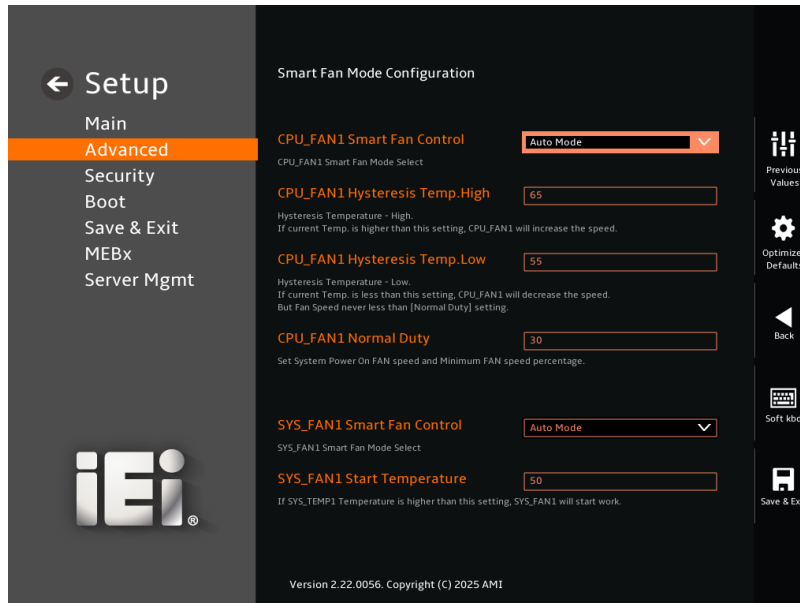 Setup
Main
Advanced
Security
Boot
Save & Exit
MEBx
Server Mgmt
iEi
®
Smart Fan Mode Configuration
CPU_FAN1 Smart Fan Control
Auto Mode
CPU_FAN1 Smart Fan Mode Select
CPU_FAN1 Hysteresis Temp.High
65
Hysteresis Temperature - High.
If current Temp. is higher than this setting, CPU_FAN1 will increase the speed.
CPU_FAN1 Hysteresis Temp.Low
55
Hysteresis Temperature - Low.
If current Temp. is less than this setting, CPU_FAN1 will decrease the speed.
But Fan Speed never less than [Normal Duty] setting.
CPU_FAN1 Normal Duty
30
Set System Power On FAN speed and Minimum FAN speed percentage.
SYS_FAN1 Smart Fan Control
Auto Mode
SYS_FAN1 Smart Fan Mode Select
SYS_FAN1 Start Temperature
50
If SYS_TEMP1 Temperature is higher than this setting, SYS_FAN1 will start work.
Version 2.22.0056. Copyright (C) 2025 AMI
Previous
Values
Optimize
Defaults
Back
Soft kbd
Save & Ex